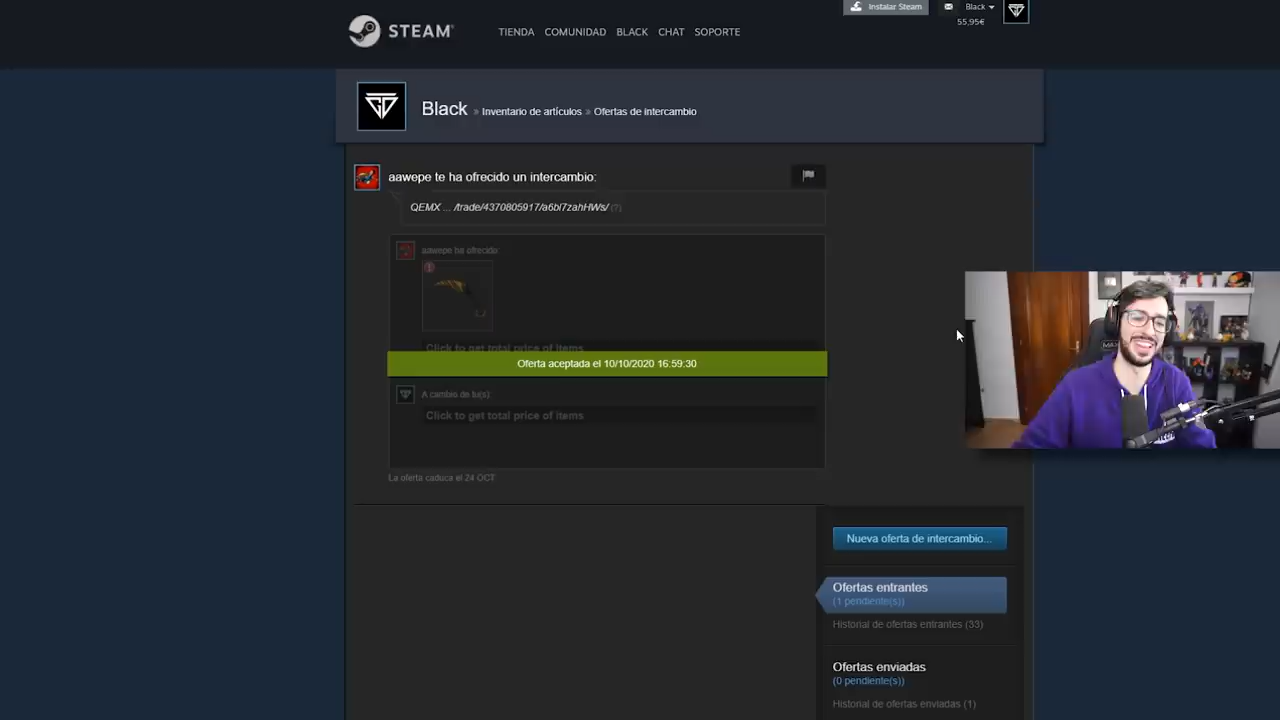 Instalar Steam
Black
55,95€
STEAM
TIENDA COMUNIDAD BLACK CHAT SOPORTE
Black » Inventario de artículos » Ofertas de intercambio
aawepe te ha ofrecido un intercambio:
QEMX ... /trade/4370805917/a6bl7zahHWs/ (?)
aawepe ha ofrecido:
Click to get total price of items
Oferta aceptada el 10/10/2020 16:59:30
A cambio de tu(s):
Click to get total price of items
La oferta caduca el 24 OCT
Nueva oferta de intercambio...
Ofertas entrantes
(1 pendiente(s))
Historial de ofertas entrantes (33)
Ofertas enviadas
(0 pendiente(s))
Historial de ofertas enviadas (1)